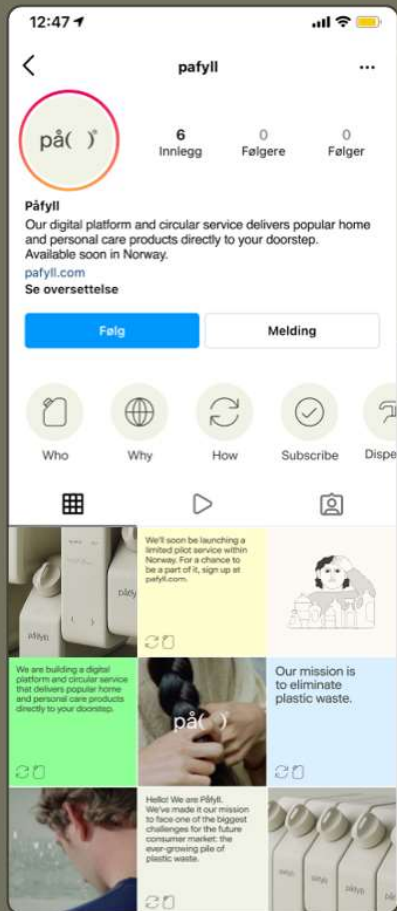 12:47
pafyll
på( )°
6
0
0
Innlegg
Følgere
Følger
Påfyll
Our digital platform and circular service delivers popular home
and personal care products directly to your doorstep.
Available soon in Norway.
pafyll.com
Se oversettelse
Følg
Melding
Who
Why
How
Subscribe
Dispe
påfyll
We'll soon be launching a
limited pilot service within
Norway. For a chance to
be a part of it, sign up at
pafyll.com.
We are building a digital
platform and circular service
that delivers popular home
and personal care products
directly to your doorstep.
på( )
Our mission is
to eliminate
plastic waste.
Hello! We are Påfyll.
We've made it our mission
to face one of the biggest
challenges for the future
consumer market: the
ever-growing pile of
plastic waste.
påfyll
påfyll
påfyll